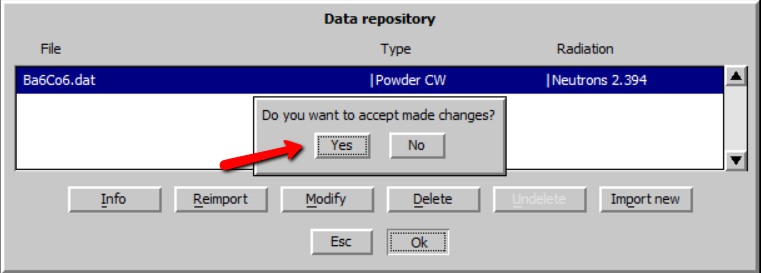 Data repository
File Type Radiation
Ba6Co6.dat |Powder CW |Neutrons 2.394
Do you want to accept made changes?
Yes No
Info Reimport Modify Delete Undelete Import new
Esc Ok